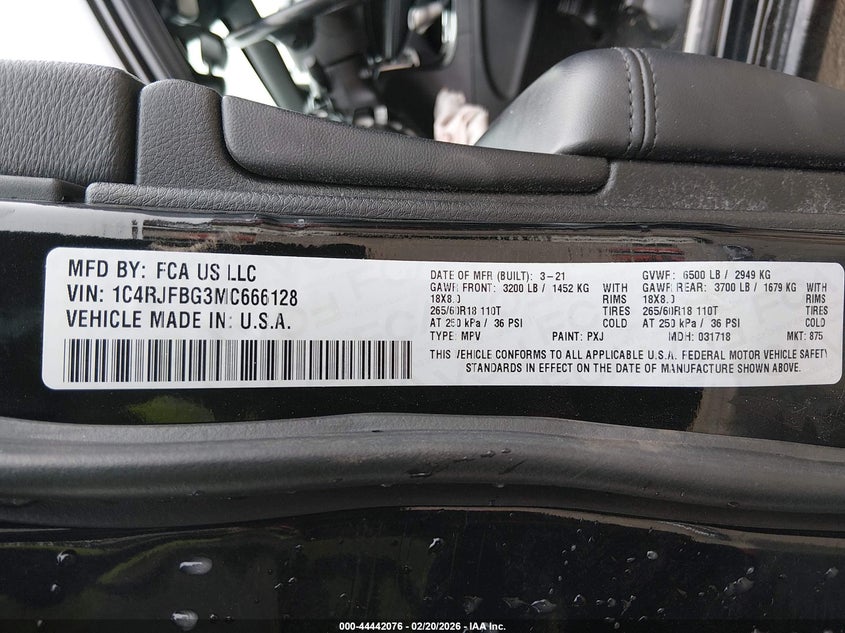 MFD BY: FCA US LLC
VIN: 1C4RJFBG3MC666128
VEHICLE MADE IN: U.S.A.
DATE OF MFR (BUILT): 3-21
GAWR FRONT: 3200 LB / 1452 KG
18X8.0 TIRES
265/60R18 110T
AT 250 kPa / 36 PSI COLD
TYPE: MPV PAINT: PXJ
GVWR: 6500 LB / 2949 KG
GAWR REAR: 3700 LB / 1679 KG
18X8.0 TIRES
265/60R18 110T
AT 250 kPa / 36 PSI COLD
MDH: 031718 MKT: 875
THIS VEHICLE CONFORMS TO ALL APPLICABLE U.S.A. FEDERAL MOTOR VEHICLE SAFETY
STANDARDS IN EFFECT ON THE DATE OF MANUFACTURE SHOWN ABOVE.
000-44442076 - 02/20/2026 - IAA Inc.